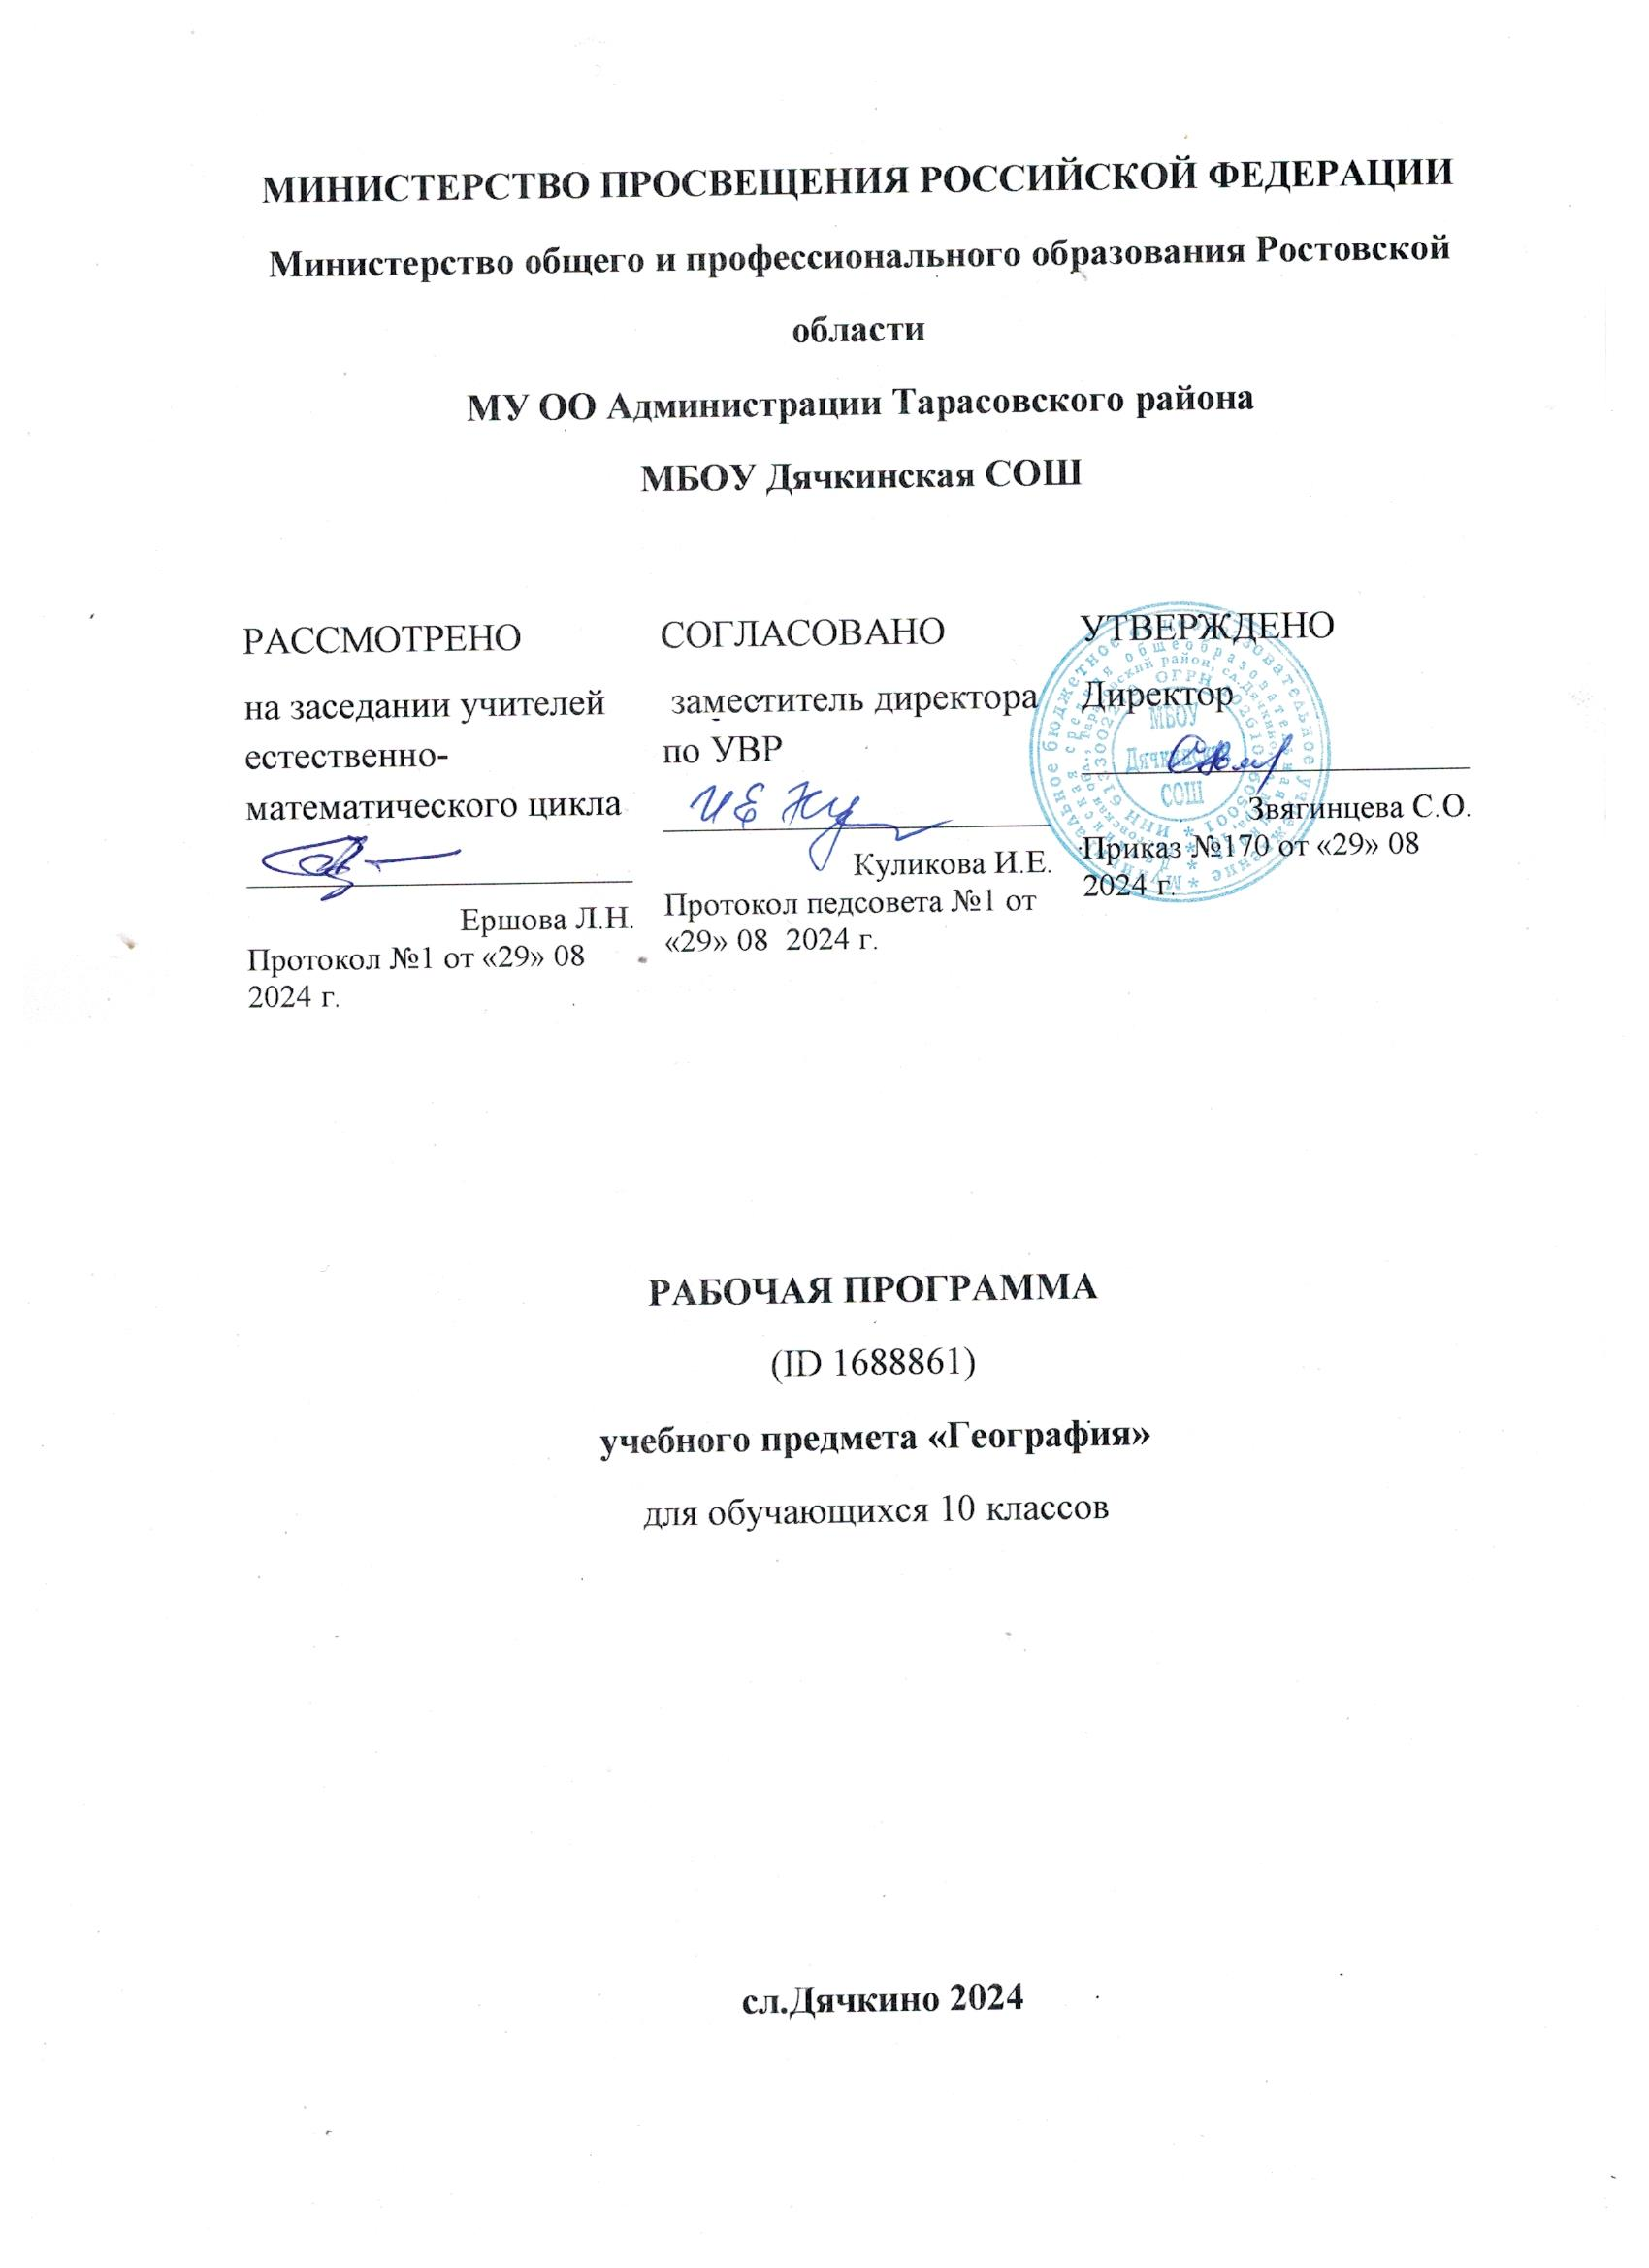 МИНИСТЕРСТВО ПРОСВЕЩЕНИЯ РОССИЙСКОЙ ФЕДЕРАЦИИ
Министерство общего и профессионального образования Ростовской
области
МУ ОО Администрации Тарасовского района
МБОУ Дячкинская СОШ
РАССМОТРЕНО
на заседании учителей
естественно-
математического цикла
Ершова Л.Н.
Протокол №1 от «29» 08
2024 г.
СОГЛАСОВАНО
заместитель директора
по УВР
Куликова И.Е.
Протокол педсовета №1 от
«29» 08 2024 г.
УТВЕРЖДЕНО
Директор
Звягинцева С.О.
Приказ №170 от «29» 08
2024 г.
МБОУ
СОШ
РАБОЧАЯ ПРОГРАММА
(ID 1688861)
учебного предмета «География»
для обучающихся 10 классов
сл.Дячкино 2024